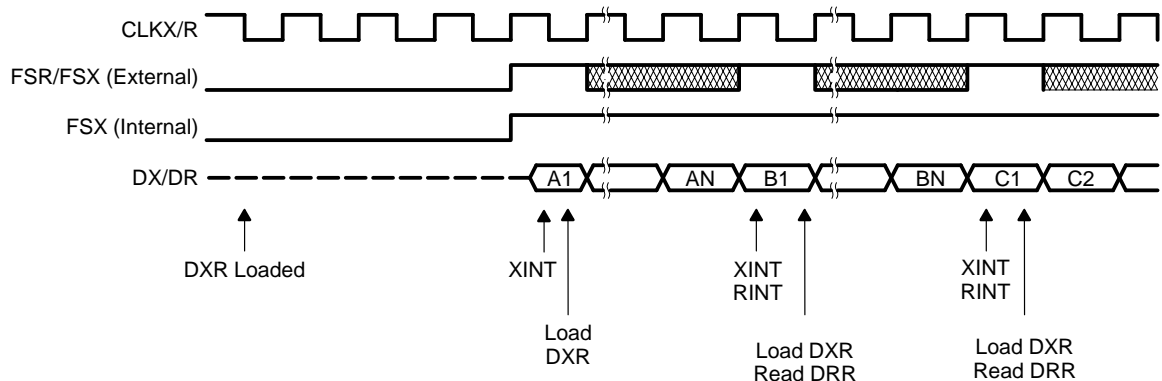 CLKX/R
FSR/FSX (External)
FSX (Internal)
DX/DR
A1
AN
B1
BN
C1
C2
DXR Loaded
XINT
XINT
RINT
XINT
RINT
Load
DXR
Load DXR
Read DRR
Load DXR
Read DRR